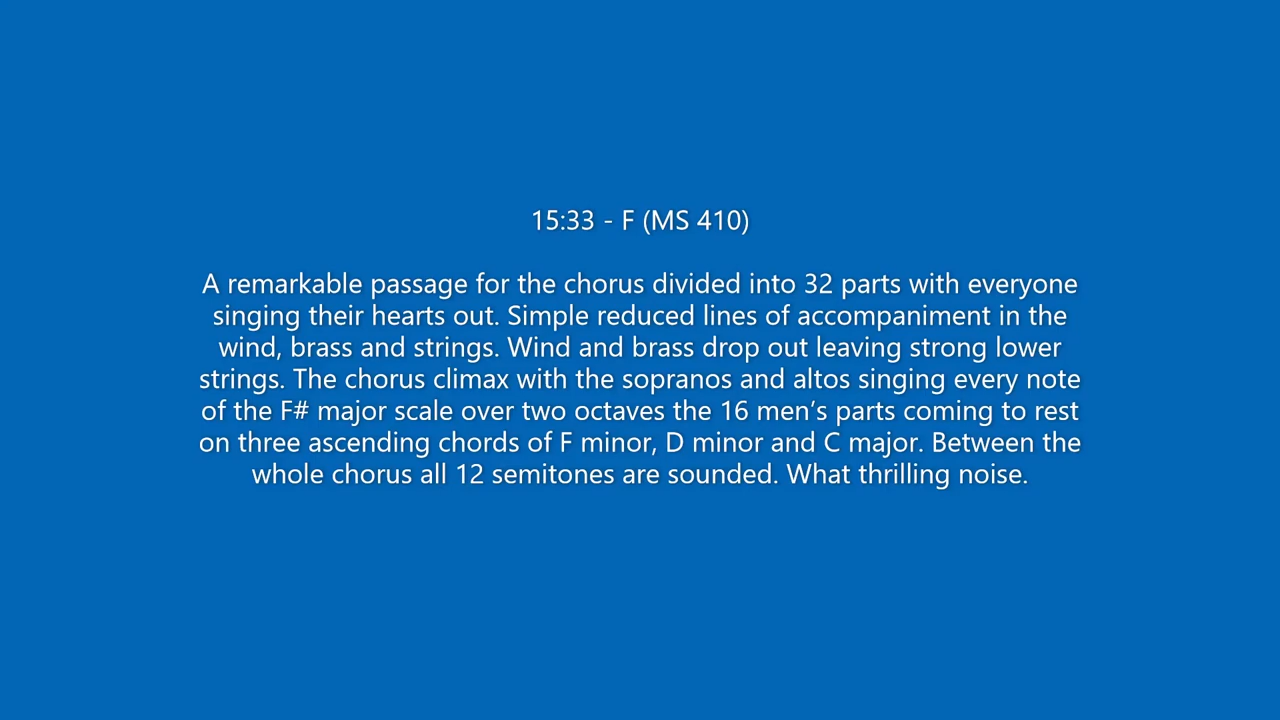 15:33 - F (MS 410)
A remarkable passage for the chorus divided into 32 parts with everyone
singing their hearts out. Simple reduced lines of accompaniment in the
wind, brass and strings. Wind and brass drop out leaving strong lower
strings. The chorus climax with the sopranos and altos singing every note
of the F# major scale over two octaves the 16 men’s parts coming to rest
on three ascending chords of F minor, D minor and C major. Between the
whole chorus all 12 semitones are sounded. What thrilling noise.